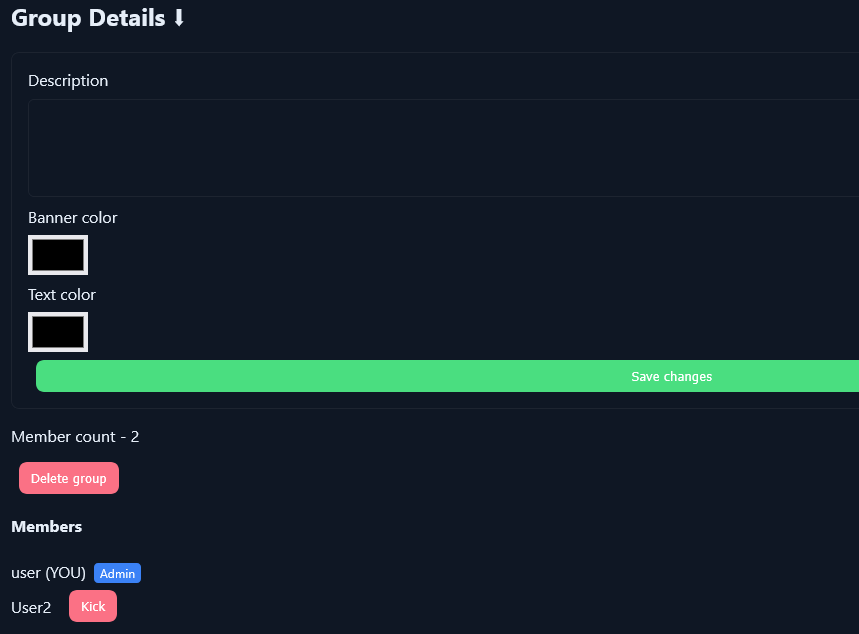 Group Details ⬇
Description
Banner color
Text color
Save changes
Member count - 2
Delete group
Members
user (YOU) Admin
User2 Kick